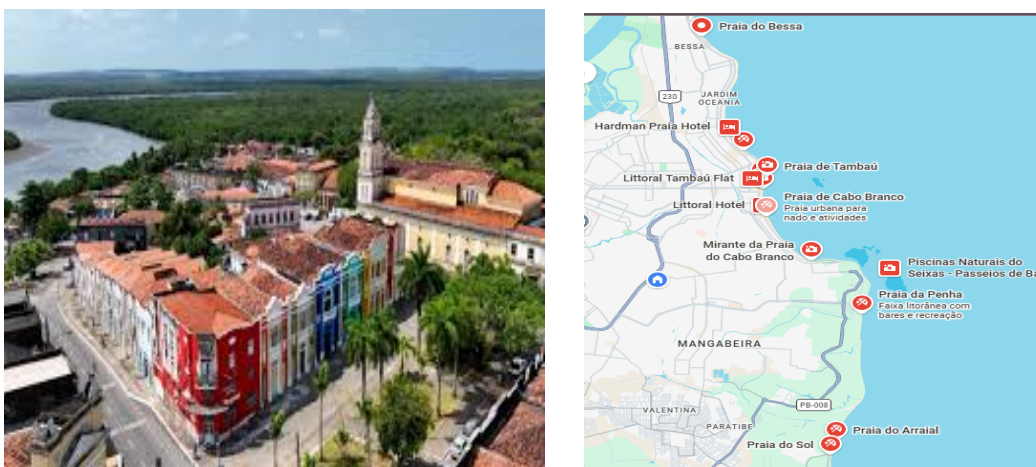 Praia do Bessa
BESSA
230
JARDIM
OCEANIA
Hardman Praia Hotel
Praia de Tambaú
Littoral Tambaú Flat
Praia de Cabo Branco
Praia urbana para
nado e atividades
Littoral Hotel
Mirante da Praia
do Cabo Branco
Piscinas Naturais do
Seixas - Passeios de Ba
Praia da Penha
Faixa litorânea com
bares e recreação
MANGABEIRA
PB-008
VALENTINA
PARATIBE
Praia do Arraial
Praia do Sol